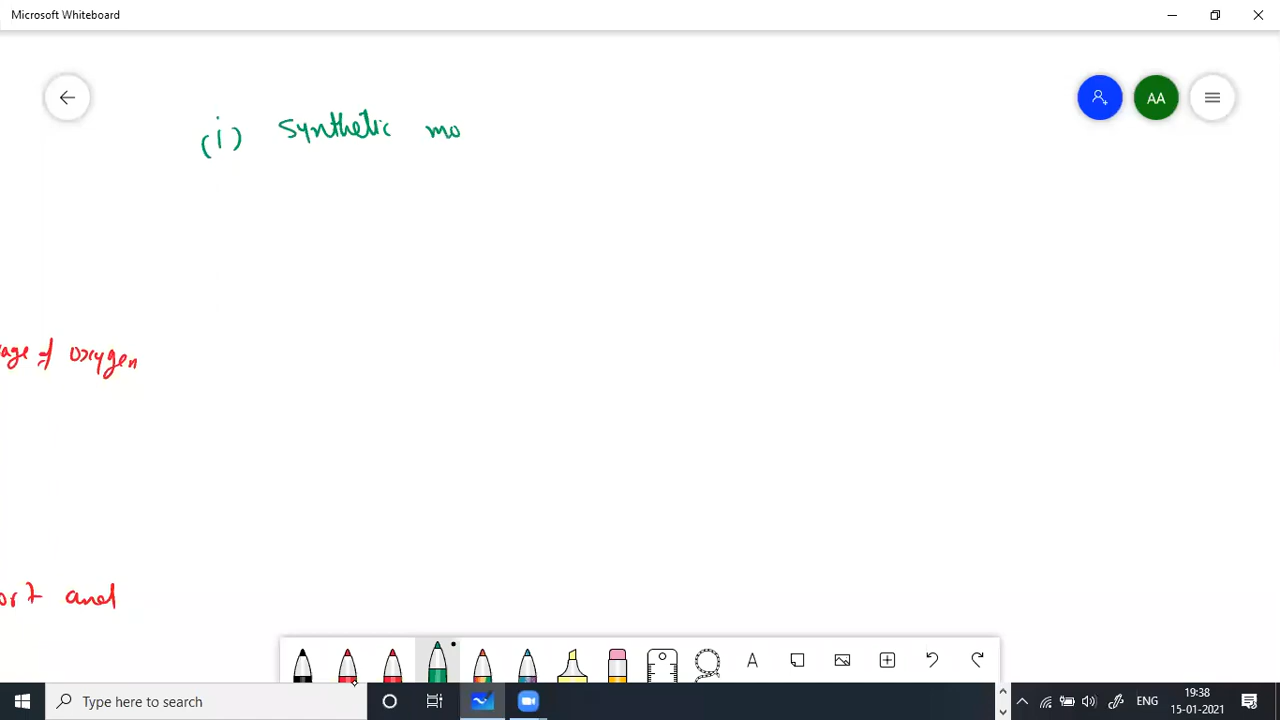 Microsoft Whiteboard
AA
(i) Synthetic mo
age of oxygen
ort and
A
Type here to search
ENG
19:38
15-01-2021